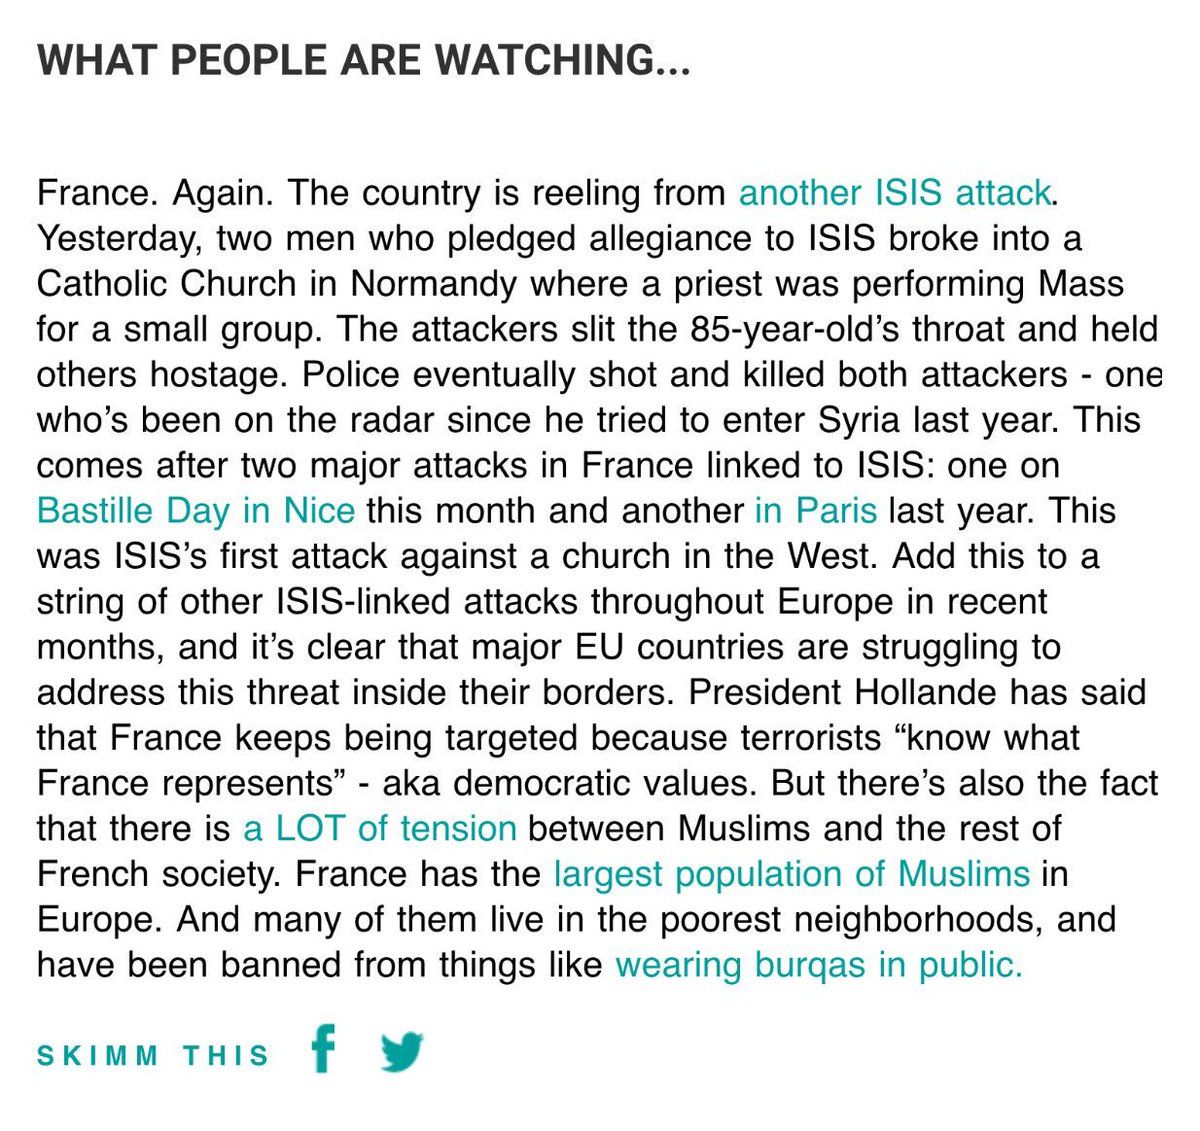 WHAT PEOPLE ARE WATCHING...
France. Again. The country is reeling from another ISIS attack.
Yesterday, two men who pledged allegiance to ISIS broke into a
Catholic Church in Normandy where a priest was performing Mass
for a small group. The attackers slit the 85-year-old’s throat and held
others hostage. Police eventually shot and killed both attackers - one
who’s been on the radar since he tried to enter Syria last year. This
comes after two major attacks in France linked to ISIS: one on
Bastille Day in Nice this month and another in Paris last year. This
was ISIS’s first attack against a church in the West. Add this to a
string of other ISIS-linked attacks throughout Europe in recent
months, and it’s clear that major EU countries are struggling to
address this threat inside their borders. President Hollande has said
that France keeps being targeted because terrorists “know what
France represents” - aka democratic values. But there’s also the fact
that there is a LOT of tension between Muslims and the rest of
French society. France has the largest population of Muslims in
Europe. And many of them live in the poorest neighborhoods, and
have been banned from things like wearing burqas in public.
SKIMM THIS